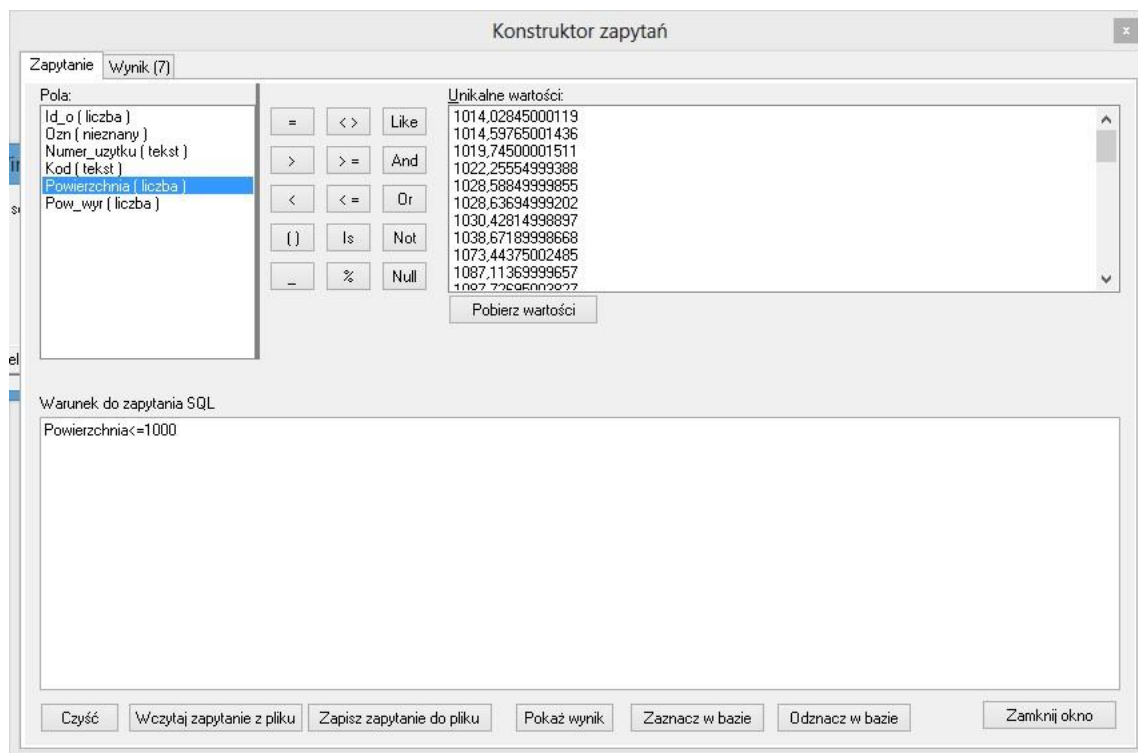 Konstruktor zapytań
x
Zapytanie Wynik (7)
Pola:
Id_o ( liczba )
Ozn ( nieznany )
Numer_uzytku ( tekst )
Kod ( tekst )
Powierzchnia ( liczba )
Pow_wyr ( liczba )
= < > Like
> > = And
< < = Or
( ) Is Not
_ % Null
Unikalne wartości:
1014,02845000119
1014,59765001436
1019,74500001511
1022,25554999388
1028,58849999855
1028,63694999202
1030,42814998897
1038,67189998668
1073,44375002485
1087,11369999657
1087,72695002827
Pobierz wartości
Warunek do zapytania SQL
Powierzchnia<=1000
Czyść Wczytaj zapytanie z pliku Zapisz zapytanie do pliku Pokaż wynik Zaznacz w bazie Odznacz w bazie Zamknij okno